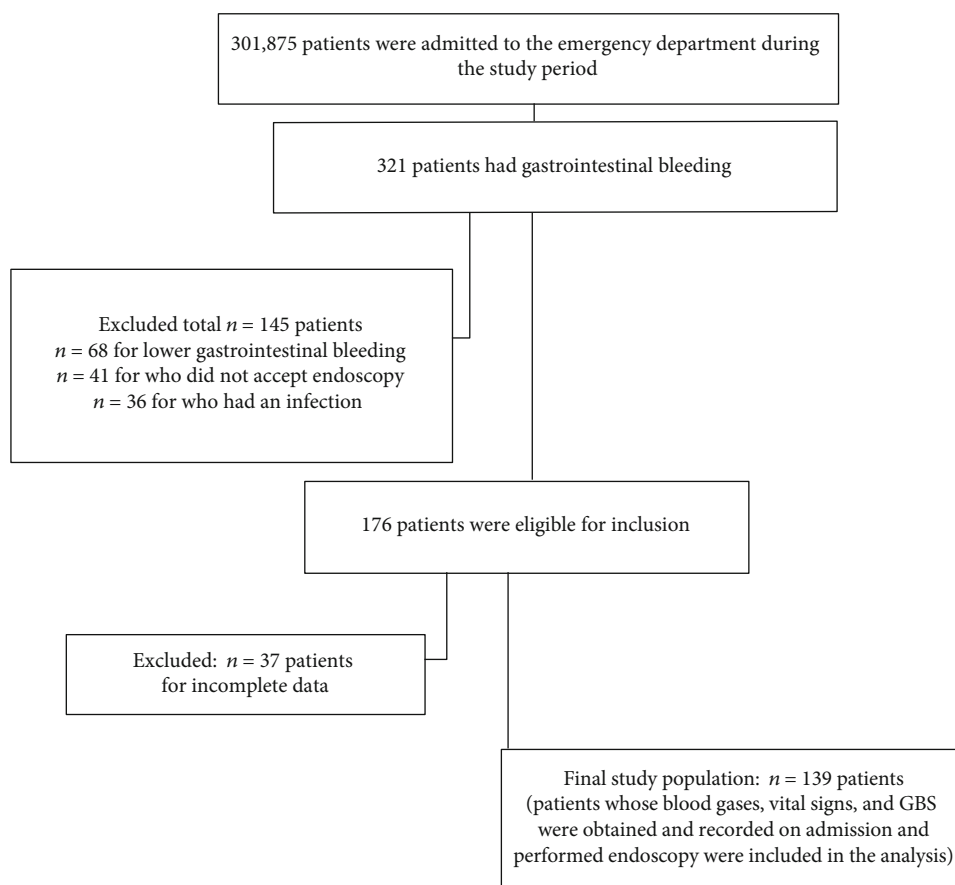 301,875 patients were admitted to the emergency department during
the study period
321 patients had gastrointestinal bleeding
Excluded total n = 145 patients
n = 68 for lower gastrointestinal bleeding
n = 41 for who did not accept endoscopy
n = 36 for who had an infection
176 patients were eligible for inclusion
Excluded: n = 37 patients
for incomplete data
Final study population: n = 139 patients
(patients whose blood gases, vital signs, and GBS
were obtained and recorded on admission and
performed endoscopy were included in the analysis)